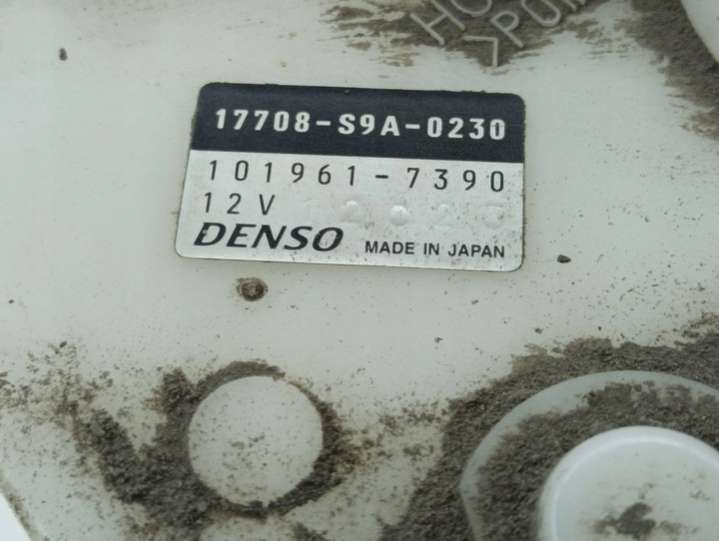 17708-S9A-0230
101961-7390
12V
DENSO MADE IN JAPAN